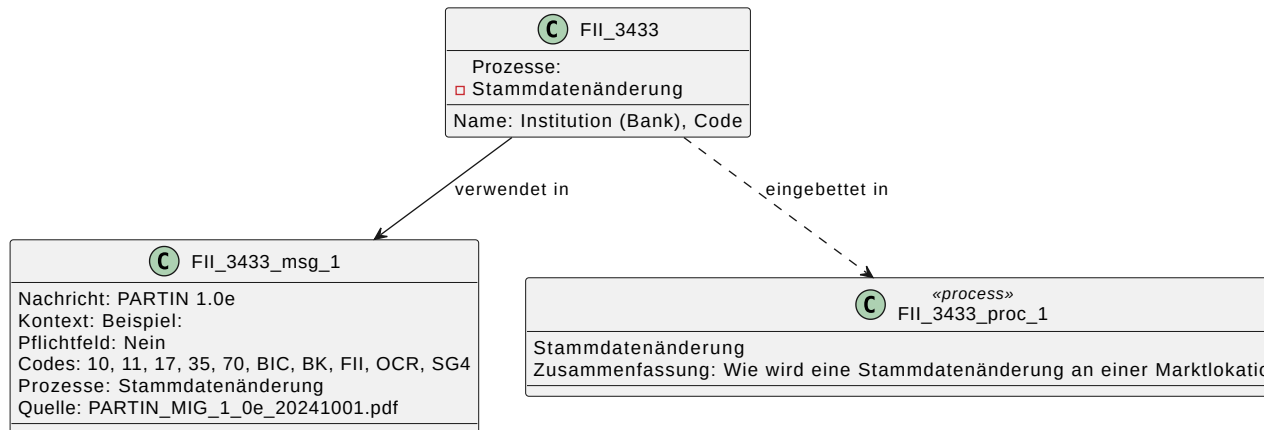 C FII_3433
Prozesse:
Stammdatenänderung
Name: Institution (Bank), Code
verwendet in
eingebettet in
C FII_3433_msg_1
Nachricht: PARTIN 1.0e
Kontext: Beispiel:
Pflichtfeld: Nein
Codes: 10, 11, 17, 35, 70, BIC, BK, FII, OCR, SG4
Prozesse: Stammdatenänderung
Quelle: PARTIN_MIG_1_0e_20241001.pdf
«process»
C FII_3433_proc_1
Stammdatenänderung
Zusammenfassung: Wie wird eine Stammdatenänderung an einer Marktlokatio